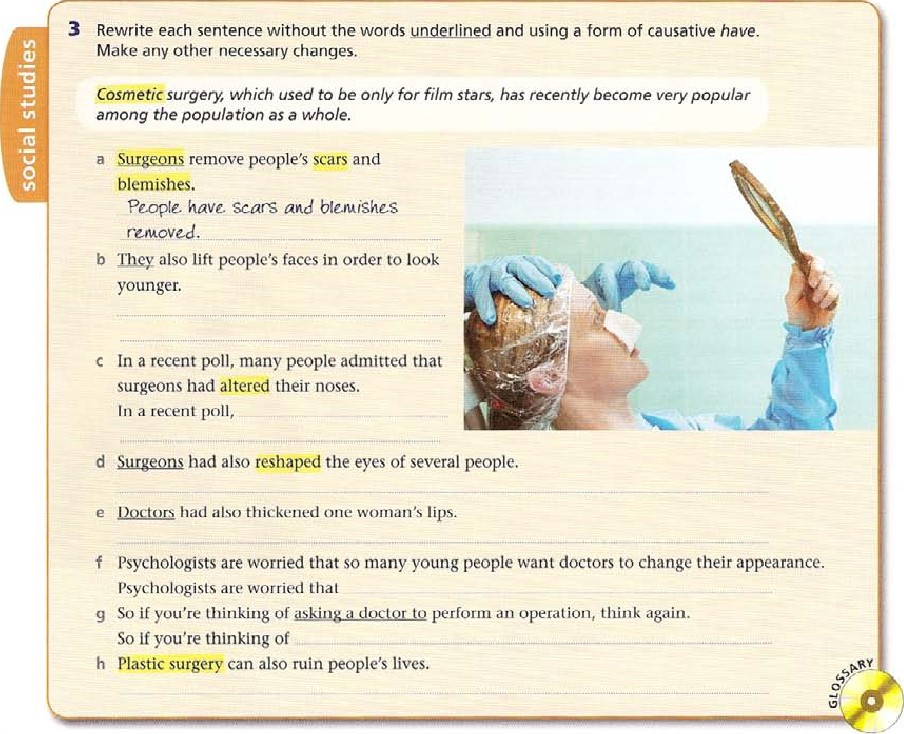 social studies
3 Rewrite each sentence without the words underlined and using a form of causative have.
Make any other necessary changes.
Cosmetic surgery, which used to be only for film stars, has recently become very popular
among the population as a whole.
a Surgeons remove people's scars and
blemishes.
People have scars and blemishes
removed.
b They also lift people's faces in order to look
younger.
c In a recent poll, many people admitted that
surgeons had altered their noses.
In a recent poll,
d Surgeons had also reshaped the eyes of several people.
e Doctors had also thickened one woman's lips.
f Psychologists are worried that so many young people want doctors to change their appearance.
Psychologists are worried that
g So if you're thinking of asking a doctor to perform an operation, think again.
So if you're thinking of
h Plastic surgery can also ruin people's lives.
GLOSSARY